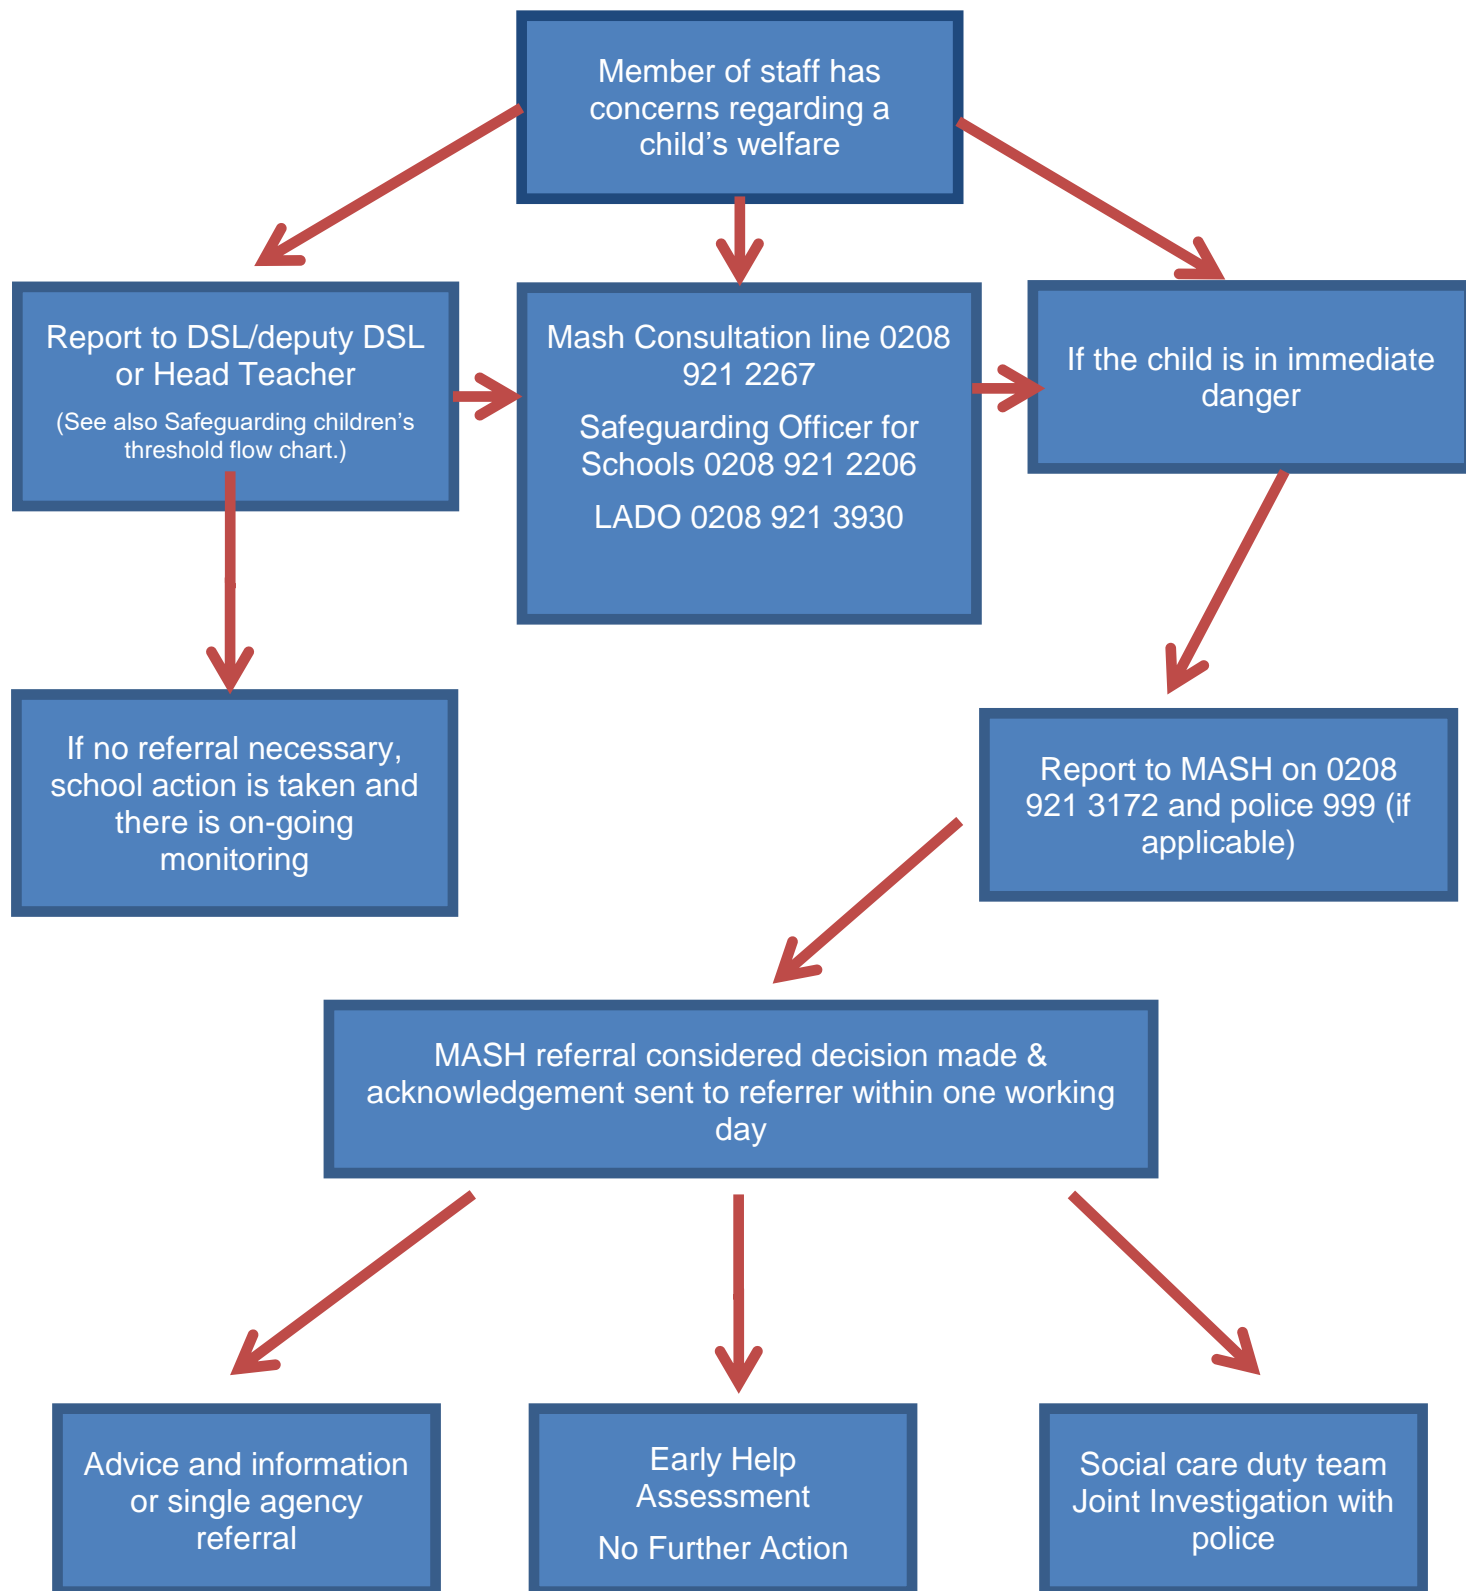 Member of staff has
concerns regarding a
child’s welfare
Report to DSL/deputy DSL
or Head Teacher
(See also Safeguarding children’s
threshold flow chart.)
Mash Consultation line 0208
921 2267
Safeguarding Officer for
Schools 0208 921 2206
LADO 0208 921 3930
If the child is in immediate
danger
If no referral necessary,
school action is taken and
there is on-going
monitoring
Report to MASH on 0208
921 3172 and police 999 (if
applicable)
MASH referral considered decision made &
acknowledgement sent to referrer within one working
day
Advice and information
or single agency
referral
Early Help
Assessment
No Further Action
Social care duty team
Joint Investigation with
police